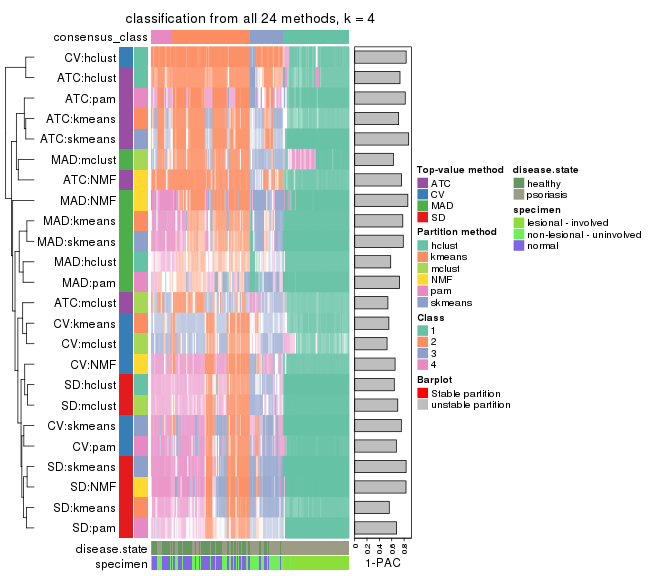 classification from all 24 methods, k = 4
consensus_class
CV:hclust
ATC:hclust
ATC:pam
ATC:kmeans
ATC:skmeans
MAD:mclust
ATC:NMF
MAD:NMF
MAD:kmeans
MAD:skmeans
MAD:hclust
MAD:pam
ATC:mclust
CV:kmeans
CV:mclust
CV:NMF
SD:hclust
SD:mclust
CV:skmeans
CV:pam
SD:skmeans
SD:NMF
SD:kmeans
SD:pam
disease.state
specimen
0 0.2 0.4 0.6 0.8
1-PAC
Top-value method
ATC
CV
MAD
SD
Partition method
hclust
kmeans
mclust
NMF
pam
skmeans
Class
1
2
3
4
Barplot
Stable partition
unstable partition
disease.state
healthy
psoriasis
specimen
lesional - involved
non-lesional - uninvolved
normal